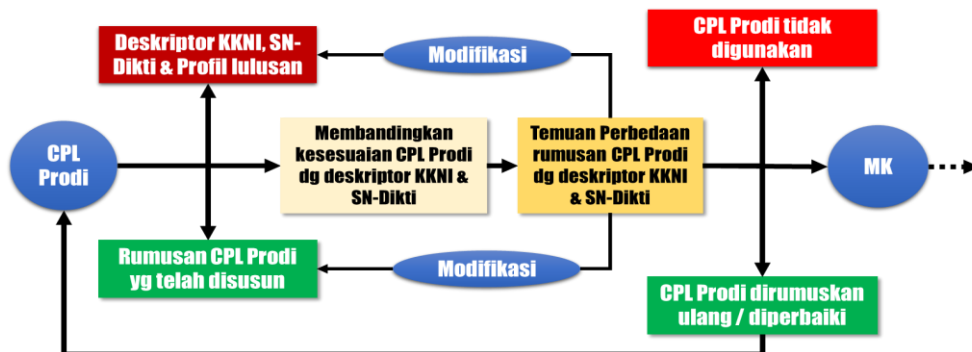 Deskriptor KKNI, SN-
Dikti & Profil lulusan
Modifikasi
CPL Prodi tidak
digunakan
CPL
Prodi
Membandingkan
kesesuaian CPL Prodi
dg deskriptor KKNI &
SN-Dikti
Temuan Perbedaan
rumusan CPL Prodi
dg deskriptor KKNI
& SN-Dikti
MK
Rumusan CPL Prodi
yg telah disusun
Modifikasi
CPL Prodi dirumuskan
ulang / diperbaiki